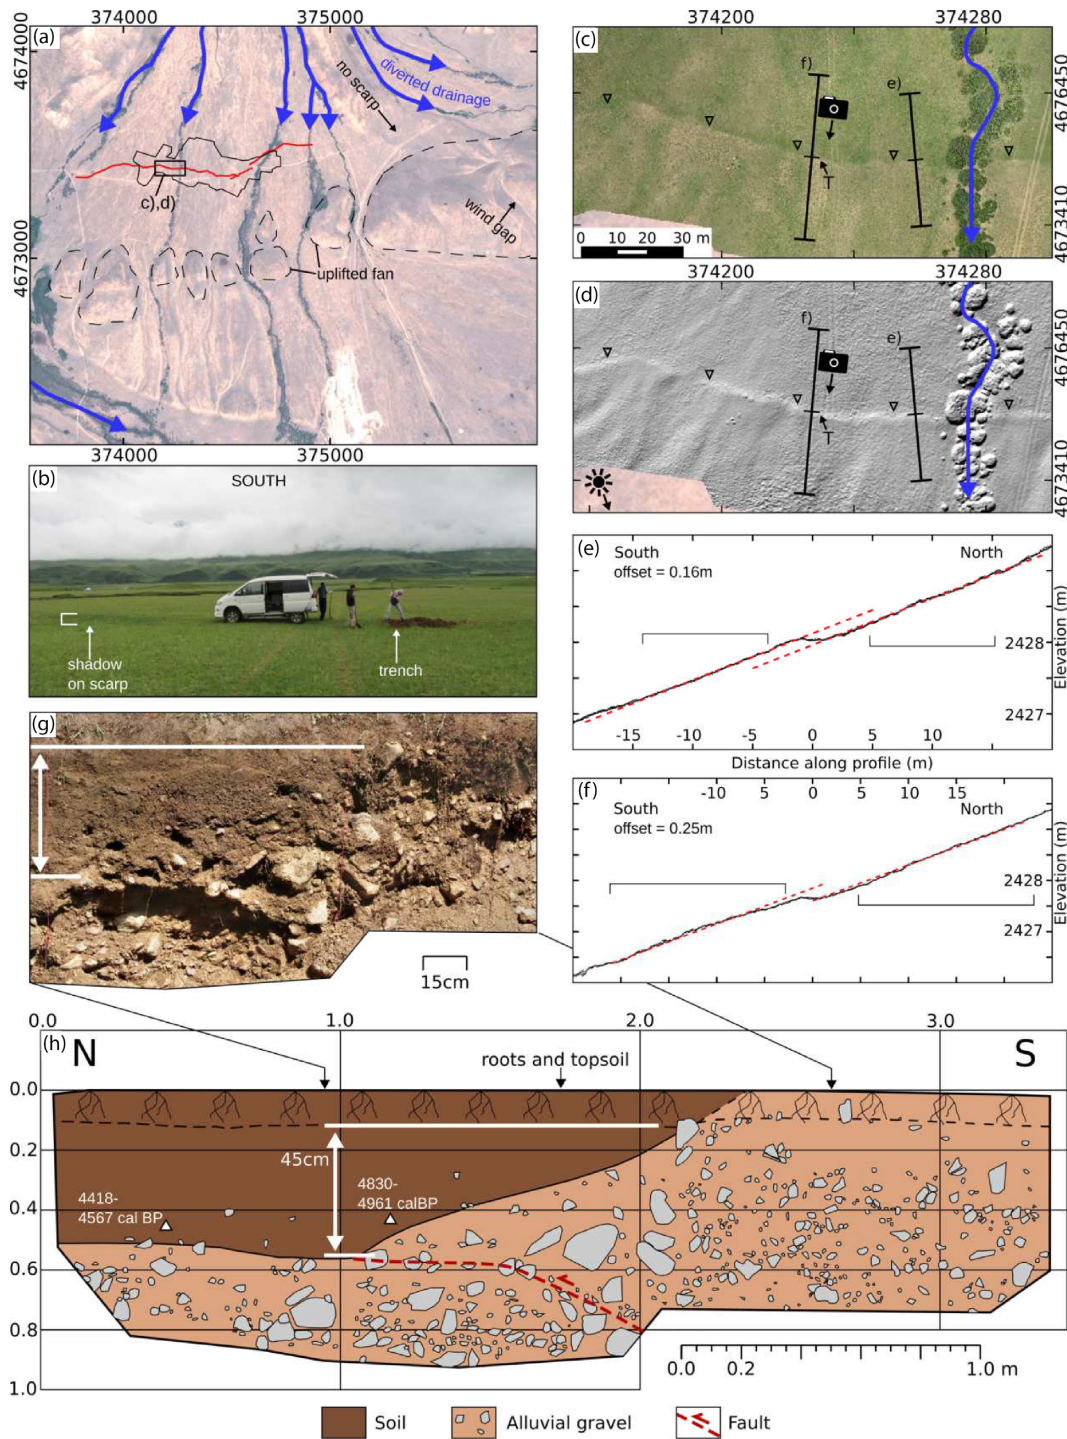 374000 375000
(a)
4674000
4673000
no scarp
diverted drainage
c),d)
wind gap
uplifted fan
374000 375000
374200 374280
(c)
f)
e)
T
4676450
4673410
0 10 20 30 m
374200 374280
(d)
f)
e)
T
4676450
4673410
(b)
SOUTH
shadow
on scarp
trench
(e)
South
offset = 0.16m
North
2428
2427
Elevation (m)
-15 -10 -5 0 5 10
Distance along profile (m)
(f)
-10 5 0 5 10 15
South
offset = 0.25m
North
2428
2427
Elevation (m)
(g)
15cm
0.0 1.0 2.0 3.0
(h)
N
S
roots and topsoil
0.0
0.2
0.4
0.6
0.8
1.0
45cm
4418-
4567 cal BP
4830-
4961 calBP
0.0 0.2 1.0 m
Soil
Alluvial gravel
Fault